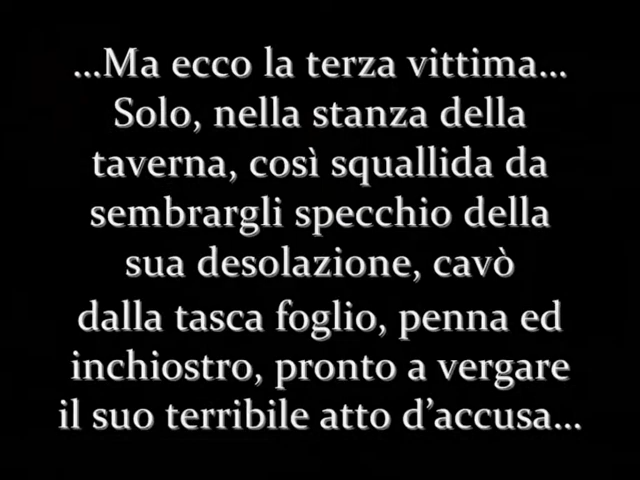 ...Ma ecco la terza vittima...
Solo, nella stanza della
taverna, così squallida da
sembrargli specchio della
sua desolazione, cavò
dalla tasca foglio, penna ed
inchiostro, pronto a vergare
il suo terribile atto d’accusa...